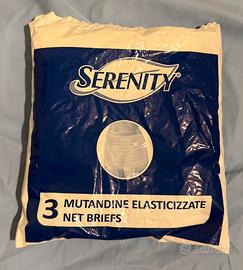 SERENITY®
3 MUTANDINE ELASTICIZZATE
NET BRIEFS